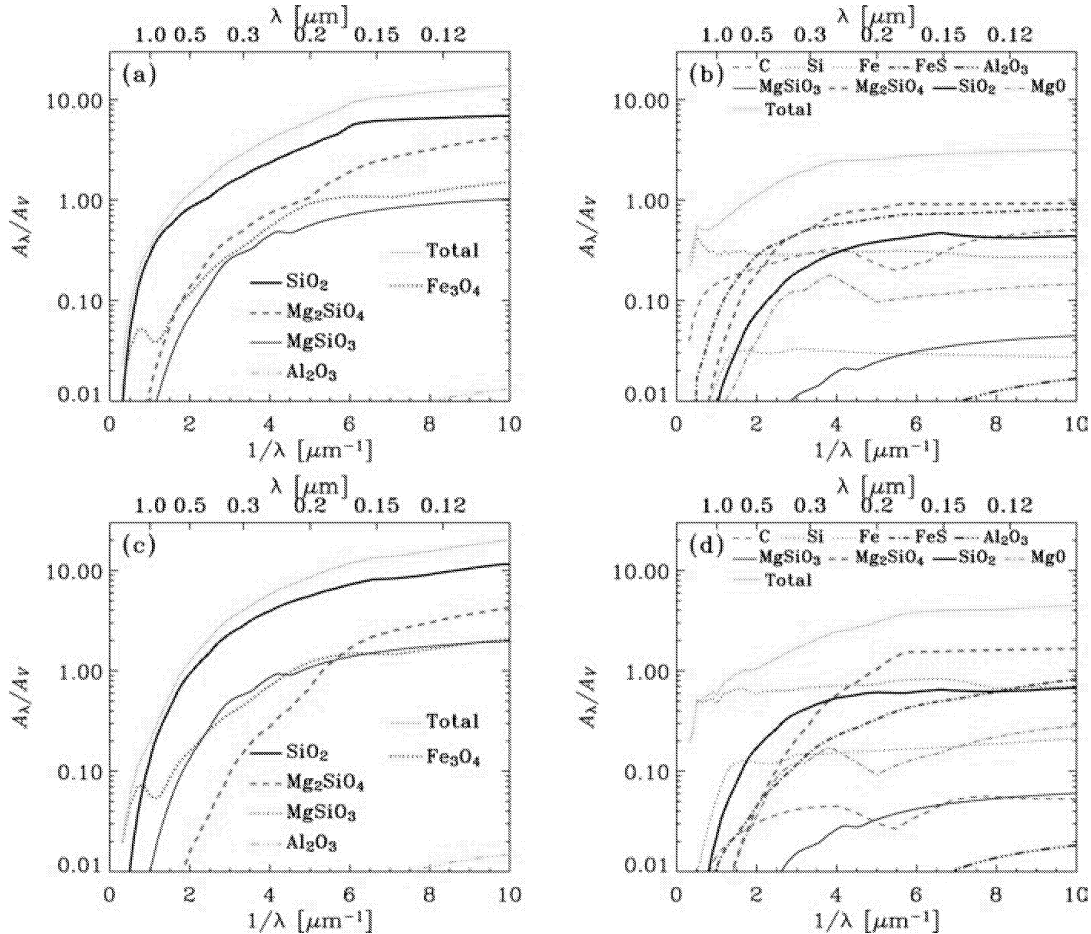 λ [μm]
1.0 0.5 0.3 0.2 0.15 0.12
(a)
10.00
1.00
0.10
0.01
Aλ/AV
Total
SiO2
Fe3O4
Mg2SiO4
MgSiO3
Al2O3
0 2 4 6 8 10
1/λ [μm−1]
λ [μm]
1.0 0.5 0.3 0.2 0.15 0.12
(b)
C Si Fe FeS Al2O3
MgSiO3 Mg2SiO4 SiO2 MgO
Total
10.00
1.00
0.10
0.01
Aλ/AV
0 2 4 6 8 10
1/λ [μm−1]
λ [μm]
1.0 0.5 0.3 0.2 0.15 0.12
(c)
10.00
1.00
0.10
0.01
Aλ/AV
Total
SiO2
Fe3O4
Mg2SiO4
MgSiO3
Al2O3
0 2 4 6 8 10
1/λ [μm−1]
λ [μm]
1.0 0.5 0.3 0.2 0.15 0.12
(d)
C Si Fe FeS Al2O3
MgSiO3 Mg2SiO4 SiO2 MgO
Total
10.00
1.00
0.10
0.01
Aλ/AV
0 2 4 6 8 10
1/λ [μm−1]